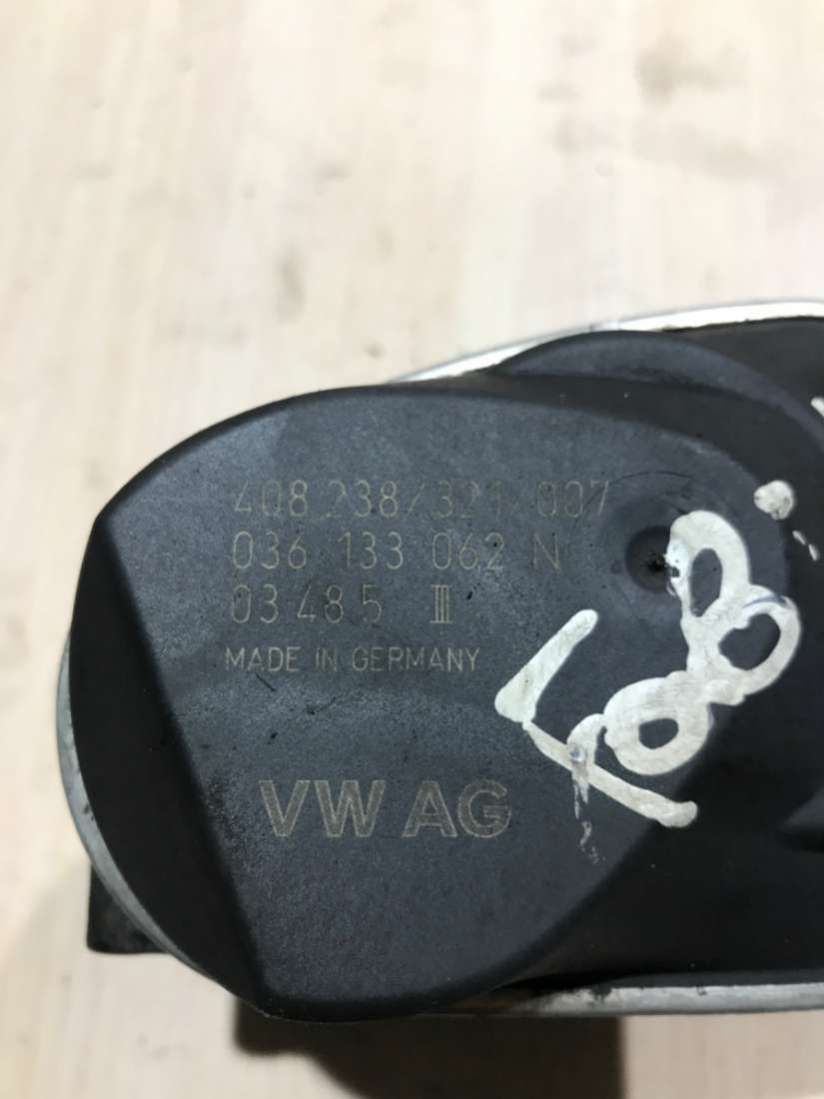 408 238/321 007
036 133 062 N
03 48 5 III
MADE IN GERMANY
VW AG